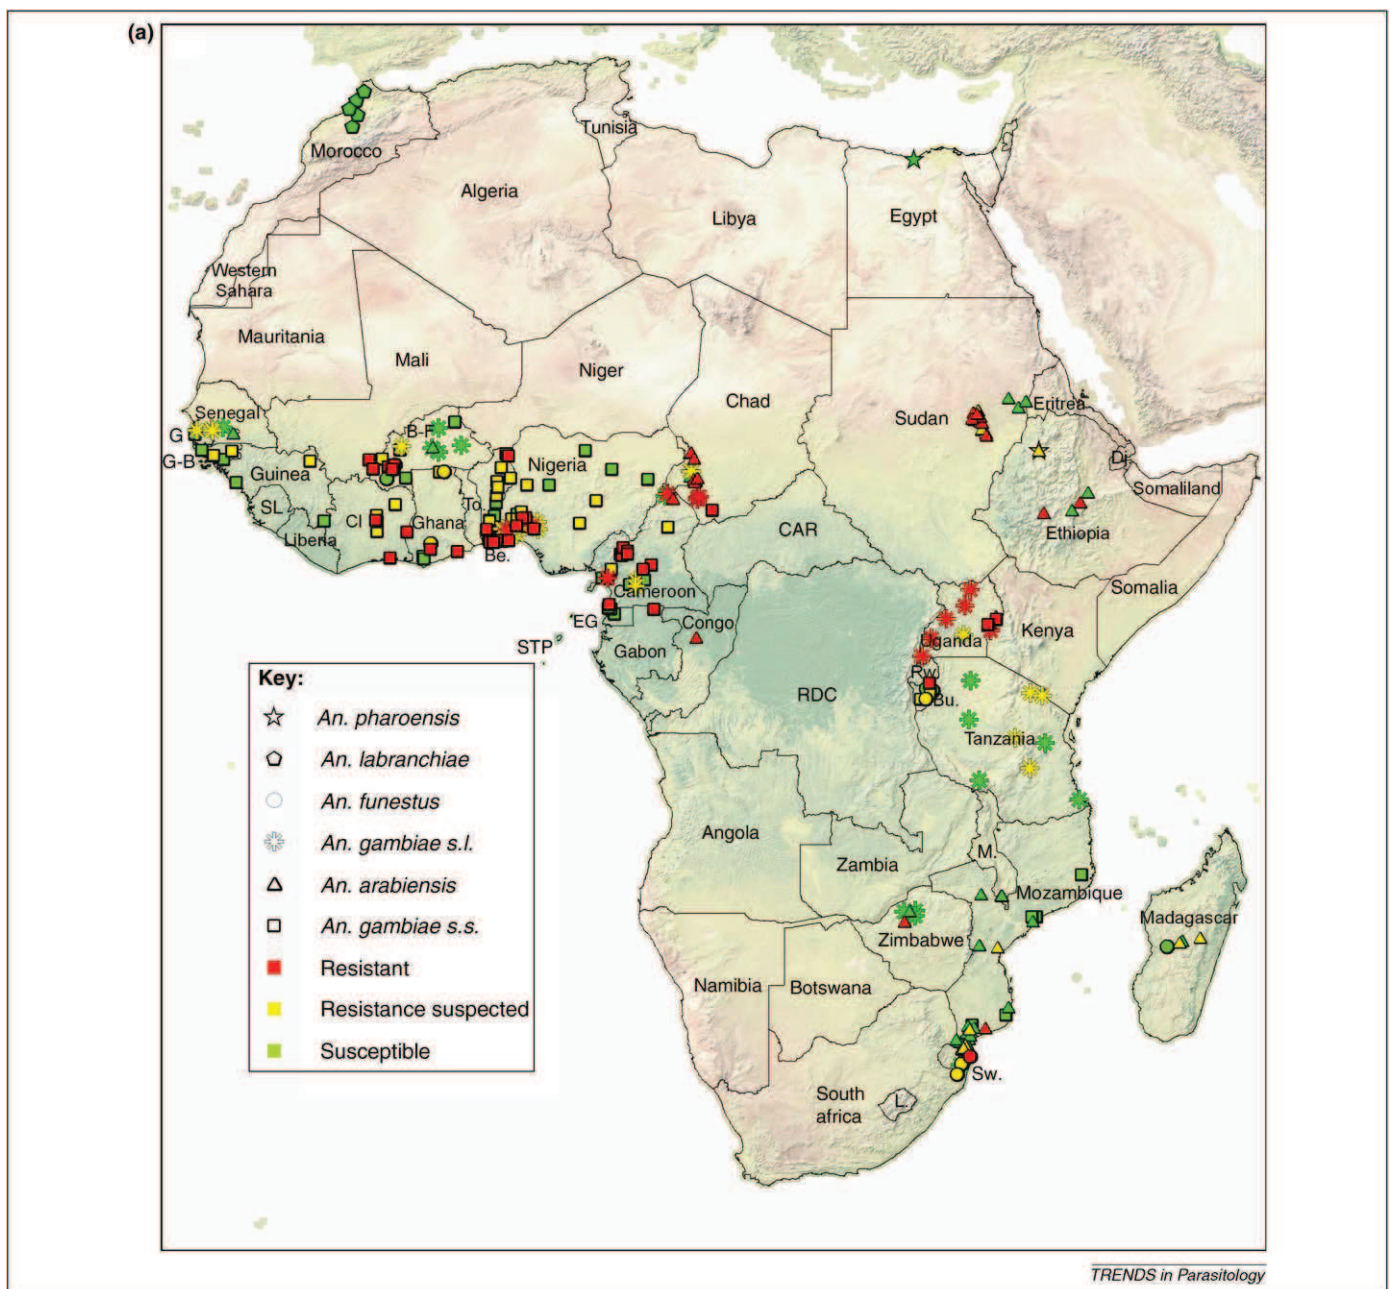 (a)
Tunisia
Morocco
Algeria
Libya
Egypt
Western
Sahara
Mauritania
Mali
Niger
Chad
Sudan
Eritrea
Senegal
G
B-F
G-B
Guinea
Nigeria
Dj.
Somaliland
SL
CI
Ghana
To.
Liberia
Be.
CAR
Ethiopia
Somalia
Cameroon
EG
Congo
STP
Gabon
Uganda
Kenya
Rw.
Bu.
RDC
Tanzania
Key:
An. pharoensis
An. labranchiae
An. funestus
An. gambiae s.l.
An. arabiensis
An. gambiae s.s.
Resistant
Resistance suspected
Susceptible
Angola
Zambia
M.
Mozambique
Madagascar
Zimbabwe
Namibia
Botswana
Sw.
South
africa
L.
TRENDS in Parasitology